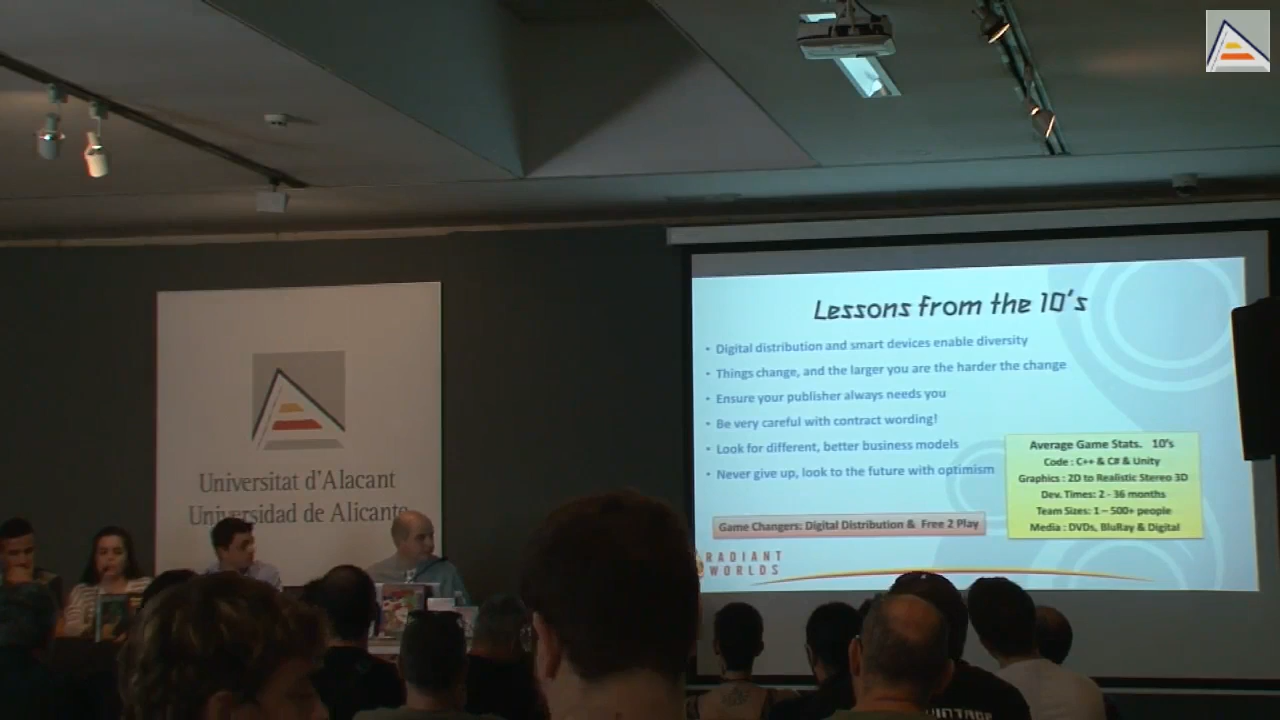 Universitat d'Alacant
Universidad de Alicante
Lessons from the 10's
• Digital distribution and smart devices enable diversity
• Things change, and the larger you are the harder the change
• Ensure your publisher always needs you
• Be very careful with contract wording!
• Look for different, better business models
• Never give up, look to the future with optimism
Average Game Stats. 10's
Code : C++ & C# & Unity
Graphics : 2D to Realistic Stereo 3D
Dev. Times: 2 - 36 months
Team Sizes: 1 – 500+ people
Media : DVDs, BluRay & Digital
Game Changers: Digital Distribution & Free 2 Play
RADIANT
WORLDS
VINTAGE